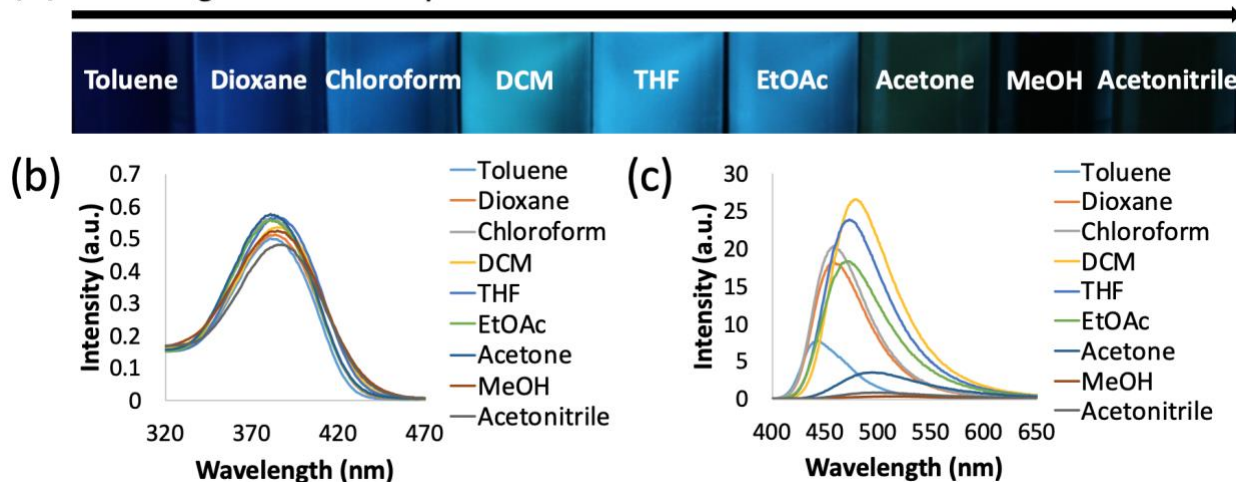 Toluene Dioxane Chloroform DCM THF EtOAc Acetone MeOH Acetonitrile
(b)
0.7
0.6
0.5
0.4
0.3
0.2
0.1
0
Intensity (a.u.)
320 370 420 470
Wavelength (nm)
Toluene
Dioxane
Chloroform
DCM
THF
EtOAc
Acetone
MeOH
Acetonitrile
(c)
30
25
20
15
10
5
0
Intensity (a.u.)
400 450 500 550 600 650
Wavelength (nm)
Toluene
Dioxane
Chloroform
DCM
THF
EtOAc
Acetone
MeOH
Acetonitrile